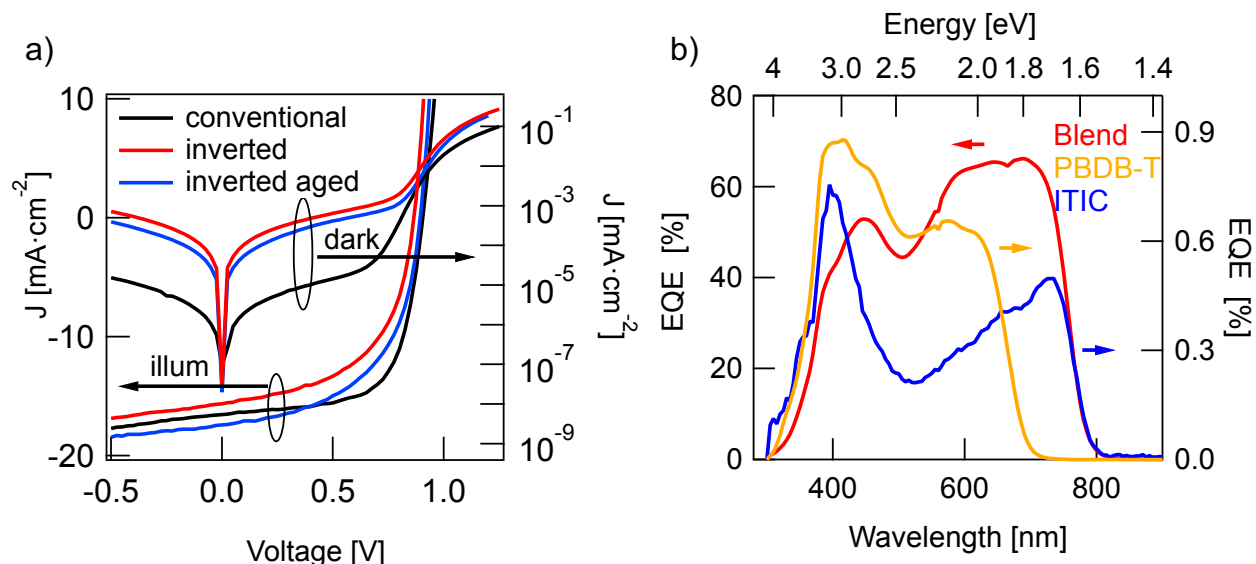 a)
J [mA·cm-2]
10
0
-10
-20
conventional
inverted
inverted aged
dark
illum
10-1
10-3
10-5
10-7
10-9
J [mA·cm-2]
-0.5 0.0 0.5 1.0
Voltage [V]
b)
Energy [eV]
4 3.0 2.5 2.0 1.8 1.6 1.4
EQE [%]
80
60
40
20
0
Blend
PBDB-T
ITIC
0.9
0.6
0.3
0.0
EQE [%]
400 600 800
Wavelength [nm]